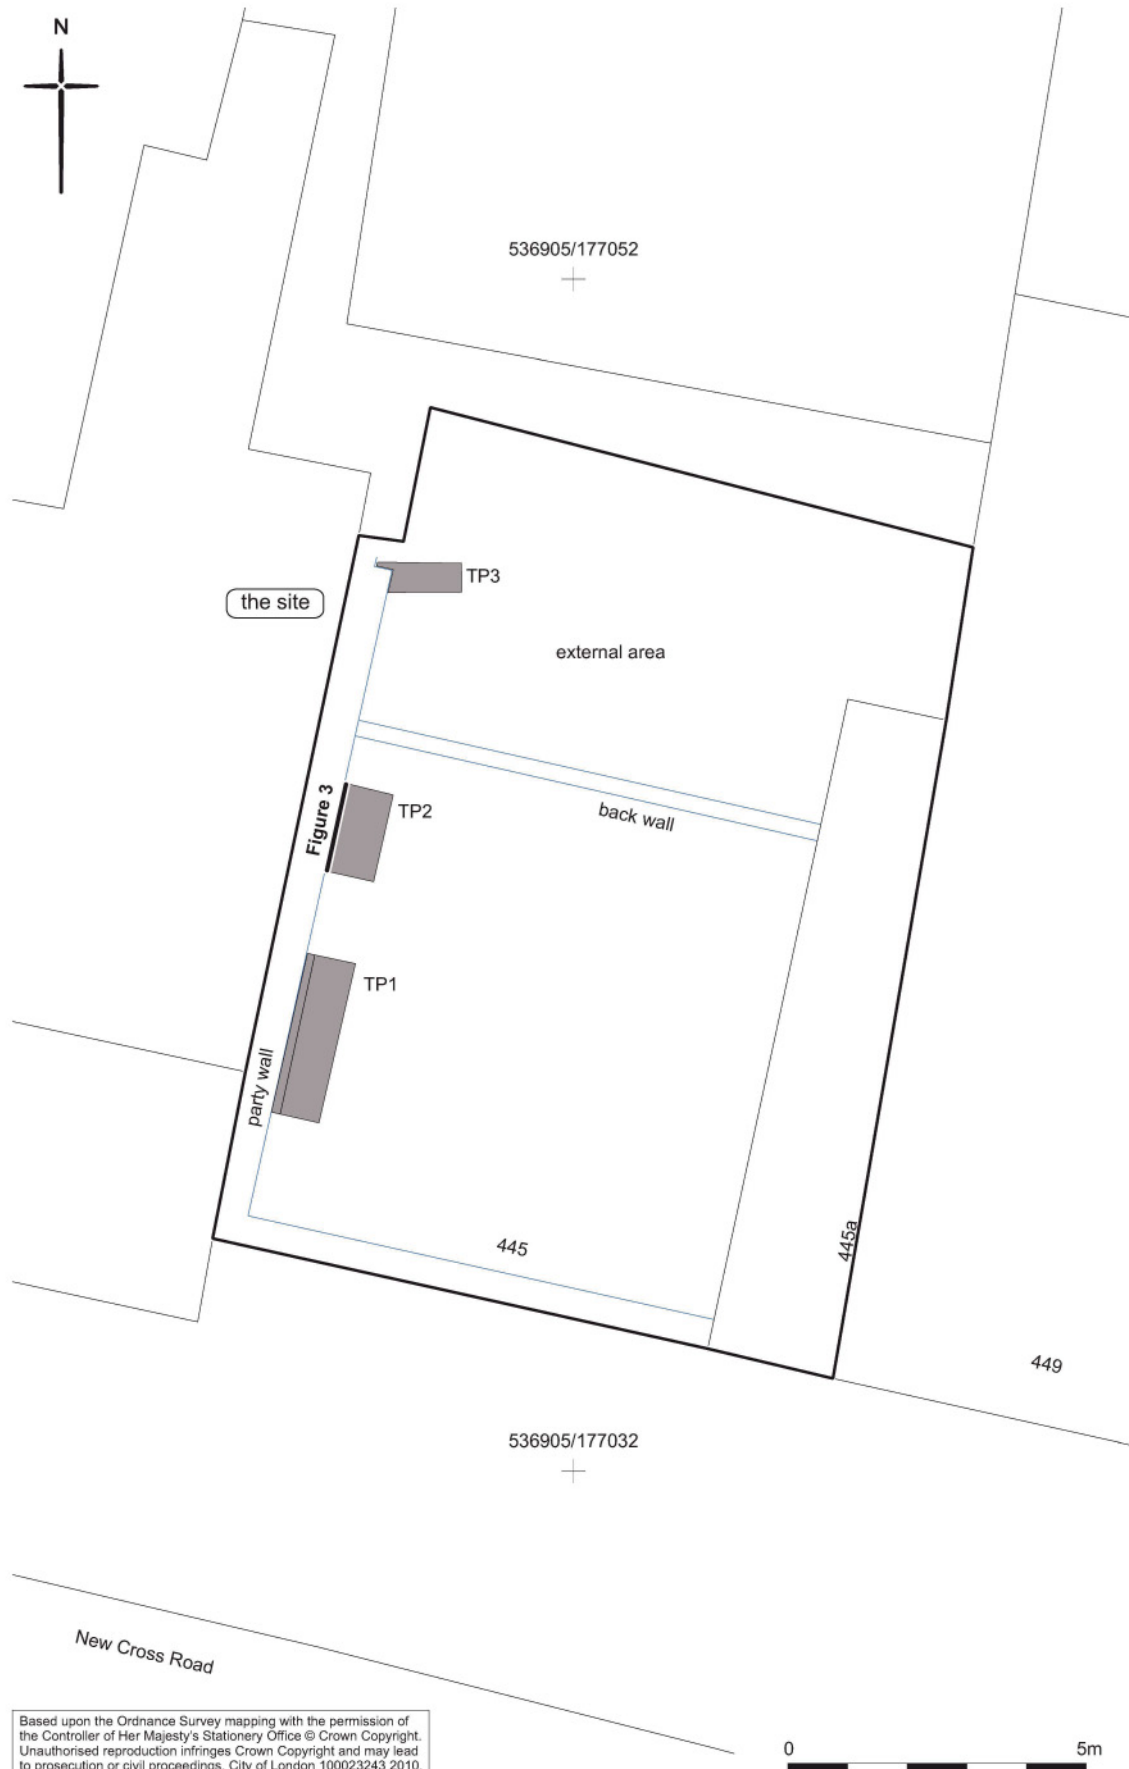 N
536905/177052
TP3
the site
external area
Figure 3
TP2
back wall
TP1
party wall
445
445a
449
536905/177032
New Cross Road
Based upon the Ordnance Survey mapping with the permission of
the Controller of Her Majesty's Stationery Office © Crown Copyright.
Unauthorised reproduction infringes Crown Copyright and may lead
to prosecution or civil proceedings. City of London 100023243 2010.
0 5m